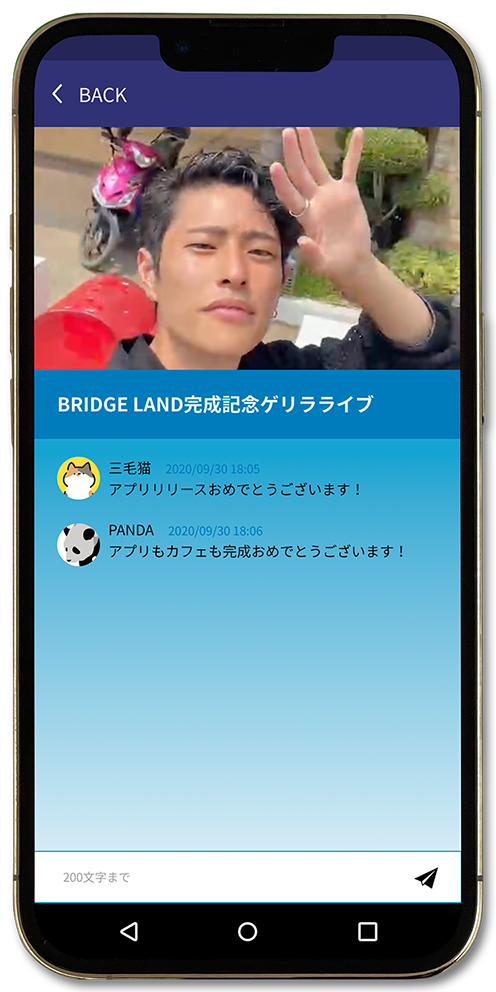 BACK
BRIDGE LAND完成記念ゲリラライブ
三毛猫 2020/09/30 18:05
アプリリリースおめでとうございます！
PANDA 2020/09/30 18:06
アプリもカフェも完成おめでとうございます！
200文字まで